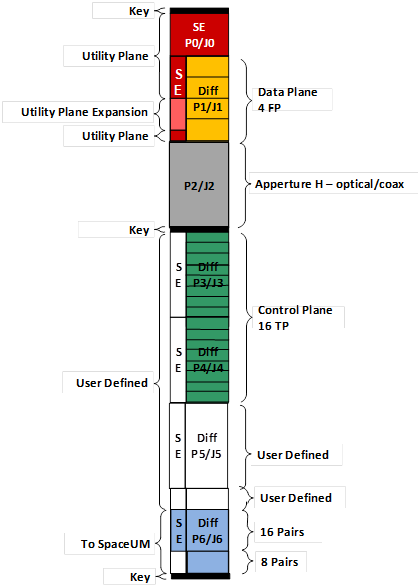 Key
SE
P0/J0
Utility Plane
S
E
Diff
P1/J1
Data Plane
4 FP
Utility Plane Expansion
Utility Plane
P2/J2
Apperture H – optical/coax
Key
S
E
Diff
P3/J3
Control Plane
16 TP
S
E
Diff
P4/J4
User Defined
S
E
Diff
P5/J5
User Defined
User Defined
S
E
Diff
P6/J6
16 Pairs
To SpaceUM
8 Pairs
Key